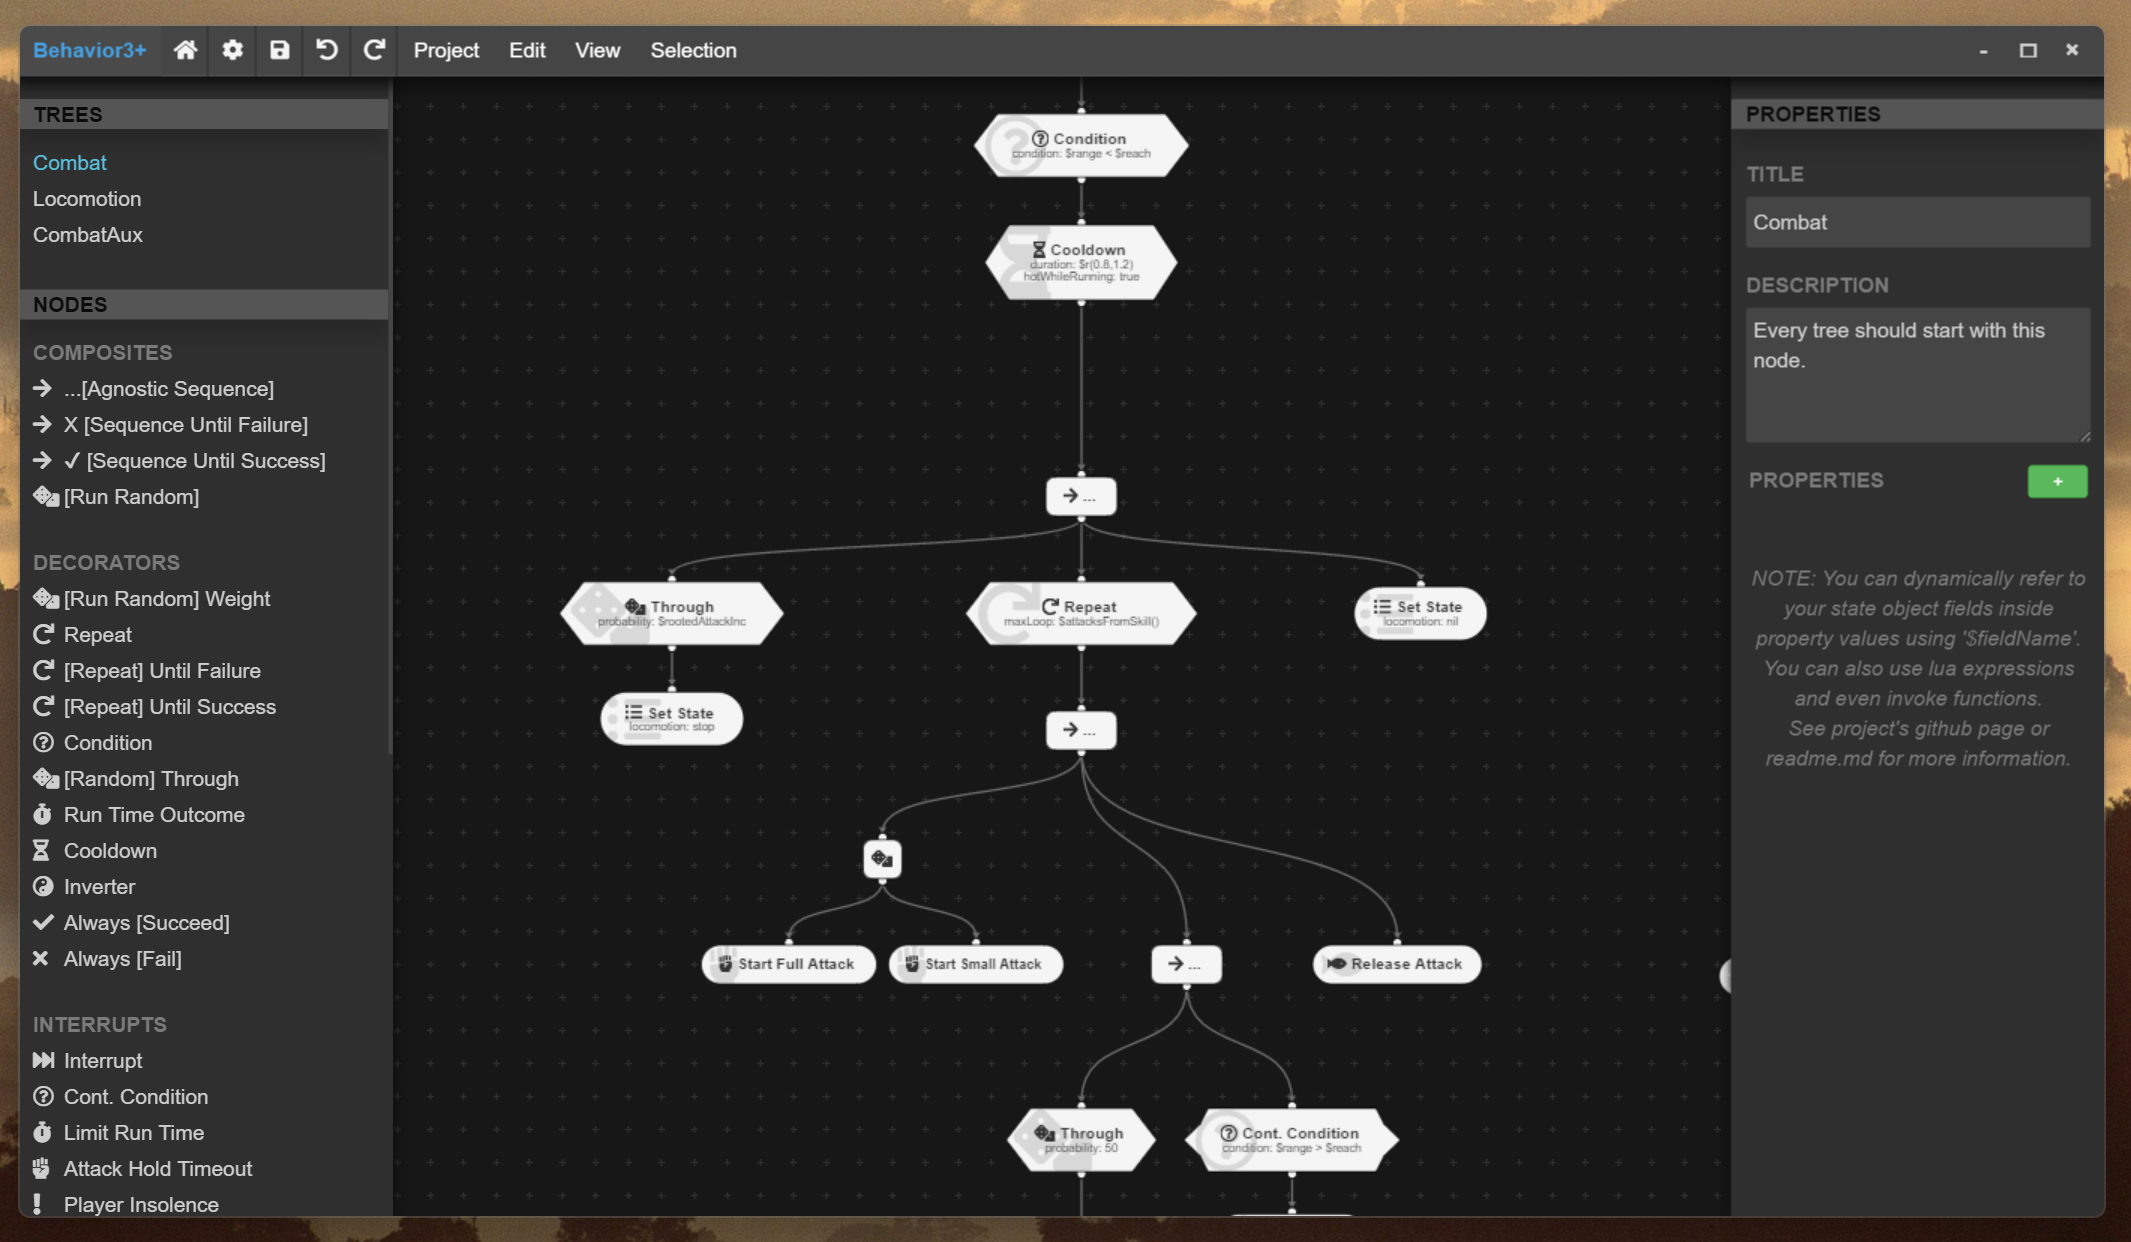 Behavior3+ Project Edit View Selection
TREES
Combat
Locomotion
CombatAux
NODES
COMPOSITES
...[Agnostic Sequence]
X [Sequence Until Failure]
✓ [Sequence Until Success]
[Run Random]
DECORATORS
[Run Random] Weight
Repeat
[Repeat] Until Failure
[Repeat] Until Success
Condition
[Random] Through
Run Time Outcome
Cooldown
Inverter
Always [Succeed]
Always [Fail]
INTERRUPTS
Interrupt
Cont. Condition
Limit Run Time
Attack Hold Timeout
Player Insolence
Condition
condition: $range < $reach
Cooldown
duration: $r(0.8,1.2)
hotWhileRunning: true
...
Through
probability: $rootedAttackInc
Repeat
maxLoop: $attacksFromSkill()
Set State
locomotion: nil
Set State
locomotion: stop
...
Start Full Attack
Start Small Attack
...
Release Attack
Through
probability: 50
Cont. Condition
condition: $range > $reach
PROPERTIES
TITLE
Combat
DESCRIPTION
Every tree should start with this
node.
PROPERTIES
+
NOTE: You can dynamically refer to
your state object fields inside
property values using '$fieldName'.
You can also use lua expressions
and even invoke functions.
See project's github page or
readme.md for more information.